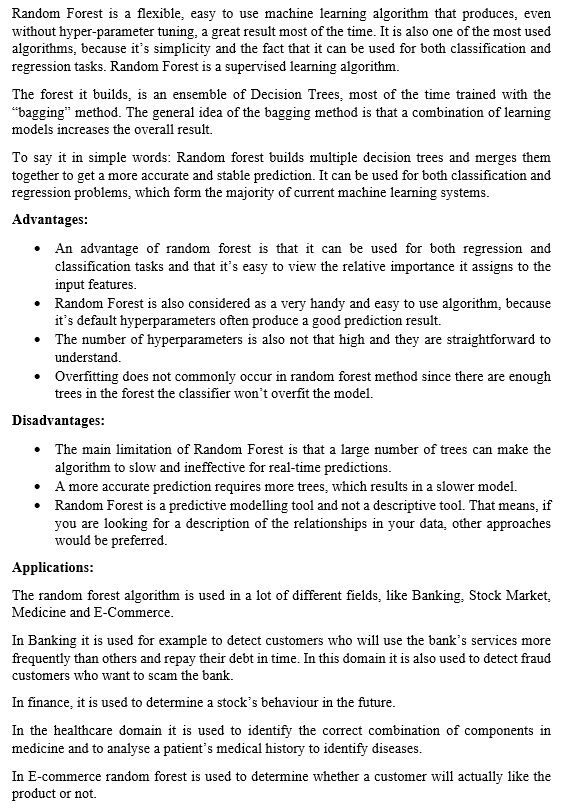 Random Forest is a flexible, easy to use machine learning algorithm that produces, even
without hyper-parameter tuning, a great result most of the time. It is also one of the most used
algorithms, because it’s simplicity and the fact that it can be used for both classification and
regression tasks. Random Forest is a supervised learning algorithm.
The forest it builds, is an ensemble of Decision Trees, most of the time trained with the
“bagging” method. The general idea of the bagging method is that a combination of learning
models increases the overall result.
To say it in simple words: Random forest builds multiple decision trees and merges them
together to get a more accurate and stable prediction. It can be used for both classification and
regression problems, which form the majority of current machine learning systems.
Advantages:
• An advantage of random forest is that it can be used for both regression and
classification tasks and that it’s easy to view the relative importance it assigns to the
input features.
• Random Forest is also considered as a very handy and easy to use algorithm, because
it’s default hyperparameters often produce a good prediction result.
• The number of hyperparameters is also not that high and they are straightforward to
understand.
• Overfitting does not commonly occur in random forest method since there are enough
trees in the forest the classifier won’t overfit the model.
Disadvantages:
• The main limitation of Random Forest is that a large number of trees can make the
algorithm to slow and ineffective for real-time predictions.
• A more accurate prediction requires more trees, which results in a slower model.
• Random Forest is a predictive modelling tool and not a descriptive tool. That means, if
you are looking for a description of the relationships in your data, other approaches
would be preferred.
Applications:
The random forest algorithm is used in a lot of different fields, like Banking, Stock Market,
Medicine and E-Commerce.
In Banking it is used for example to detect customers who will use the bank’s services more
frequently than others and repay their debt in time. In this domain it is also used to detect fraud
customers who want to scam the bank.
In finance, it is used to determine a stock’s behaviour in the future.
In the healthcare domain it is used to identify the correct combination of components in
medicine and to analyse a patient’s medical history to identify diseases.
In E-commerce random forest is used to determine whether a customer will actually like the
product or not.